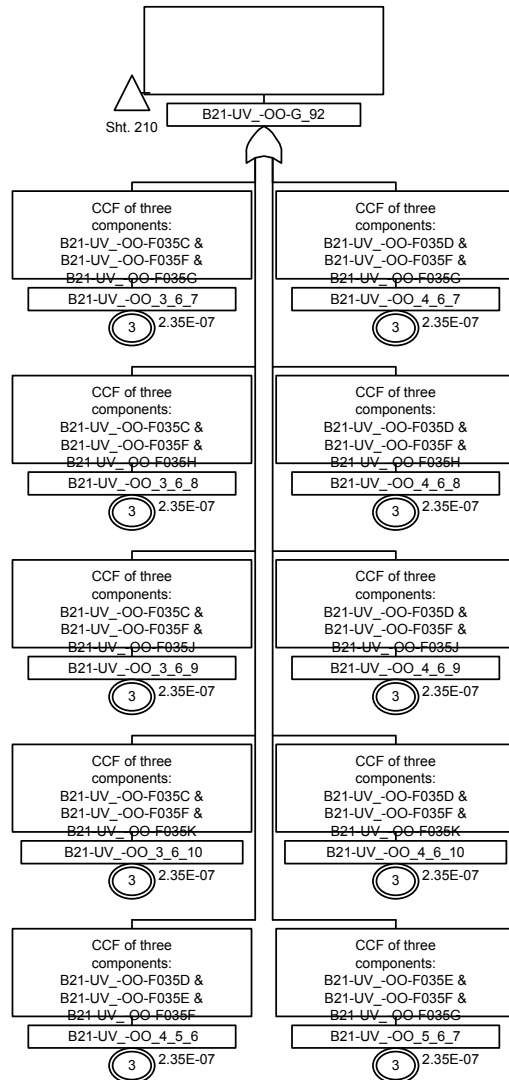 Sht. 210
B21-UV_-OO-G_92
CCF of three
components:
B21-UV_-OO-F035C &
B21-UV_-OO-F035F &
B21-UV_-OO-F035G
B21-UV_-OO_3_6_7
3
2.35E-07
CCF of three
components:
B21-UV_-OO-F035D &
B21-UV_-OO-F035F &
B21-UV_-OO-F035G
B21-UV_-OO_4_6_7
3
2.35E-07
CCF of three
components:
B21-UV_-OO-F035C &
B21-UV_-OO-F035F &
B21-UV_-OO-F035H
B21-UV_-OO_3_6_8
3
2.35E-07
CCF of three
components:
B21-UV_-OO-F035D &
B21-UV_-OO-F035F &
B21-UV_-OO-F035H
B21-UV_-OO_4_6_8
3
2.35E-07
CCF of three
components:
B21-UV_-OO-F035C &
B21-UV_-OO-F035F &
B21-UV_-OO-F035J
B21-UV_-OO_3_6_9
3
2.35E-07
CCF of three
components:
B21-UV_-OO-F035D &
B21-UV_-OO-F035F &
B21-UV_-OO-F035J
B21-UV_-OO_4_6_9
3
2.35E-07
CCF of three
components:
B21-UV_-OO-F035C &
B21-UV_-OO-F035F &
B21-UV_-OO-F035K
B21-UV_-OO_3_6_10
3
2.35E-07
CCF of three
components:
B21-UV_-OO-F035D &
B21-UV_-OO-F035F &
B21-UV_-OO-F035K
B21-UV_-OO_4_6_10
3
2.35E-07
CCF of three
components:
B21-UV_-OO-F035D &
B21-UV_-OO-F035E &
B21-UV_-OO-F035F
B21-UV_-OO_4_5_6
3
2.35E-07
CCF of three
components:
B21-UV_-OO-F035E &
B21-UV_-OO-F035F &
B21-UV_-OO-F035G
B21-UV_-OO_5_6_7
3
2.35E-07